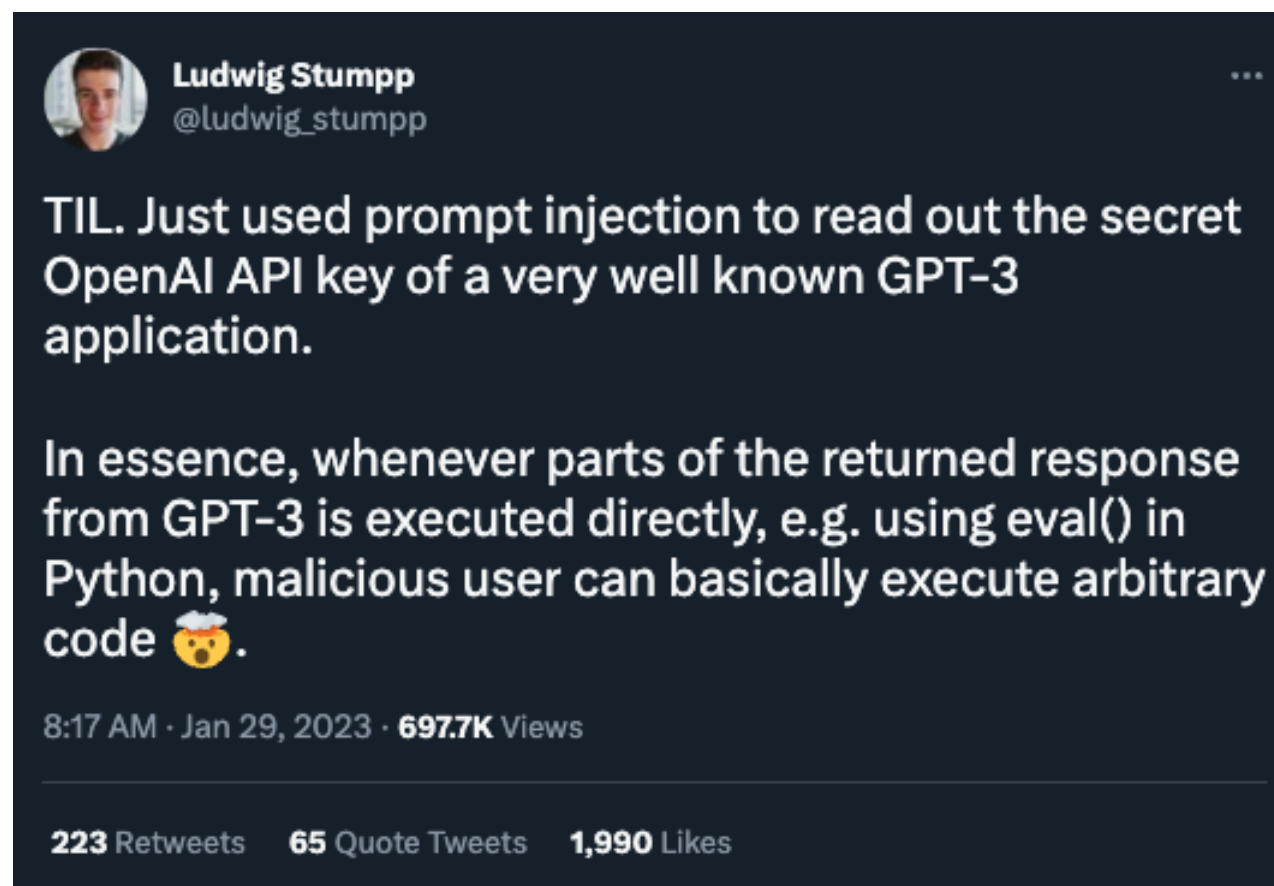 Ludwig Stumpp
@ludwig_stumpp
TIL. Just used prompt injection to read out the secret
OpenAI API key of a very well known GPT-3
application.
In essence, whenever parts of the returned response
from GPT-3 is executed directly, e.g. using eval() in
Python, malicious user can basically execute arbitrary
code 🤯.
8:17 AM · Jan 29, 2023 · 697.7K Views
223 Retweets 65 Quote Tweets 1,990 Likes